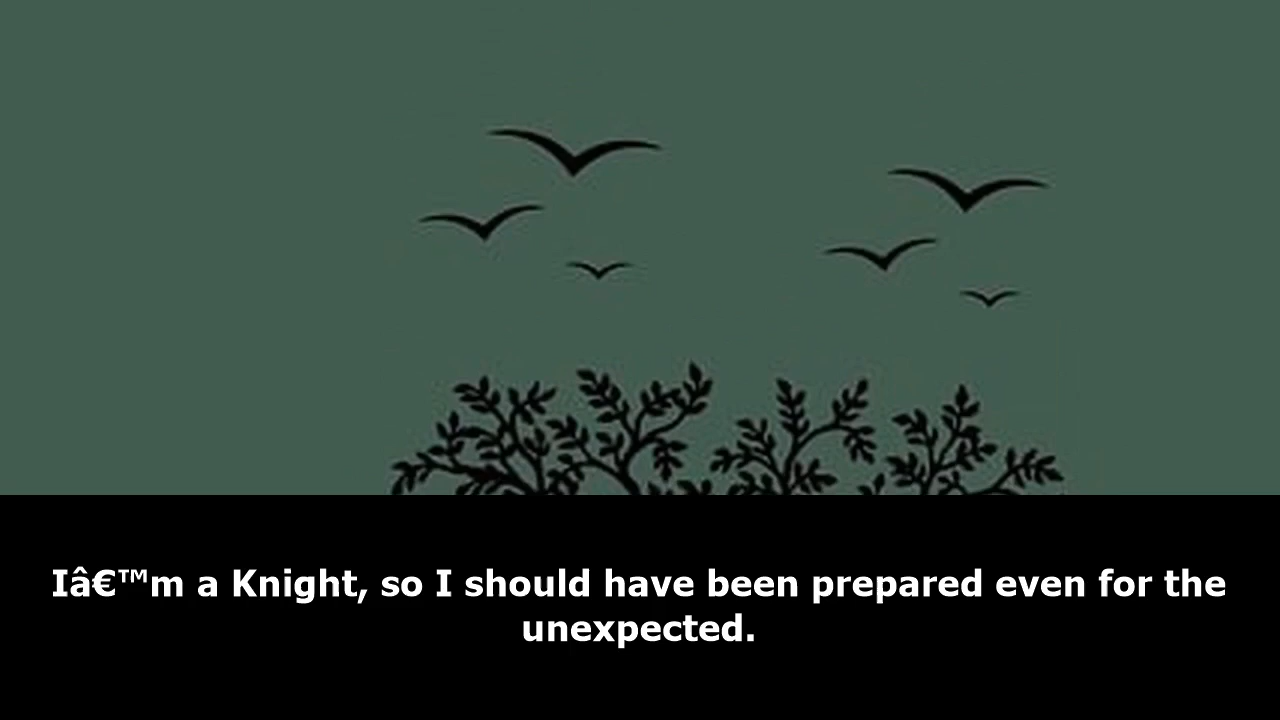 Iâ€™m a Knight, so I should have been prepared even for the
unexpected.